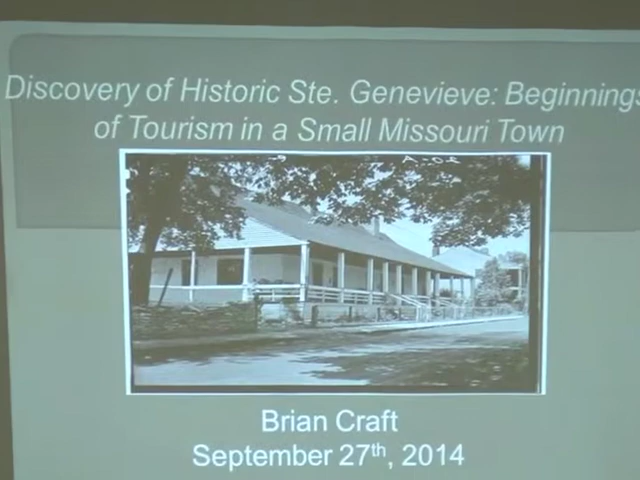 Discovery of Historic Ste. Genevieve: Beginnings
of Tourism in a Small Missouri Town
Brian Craft
September 27th, 2014